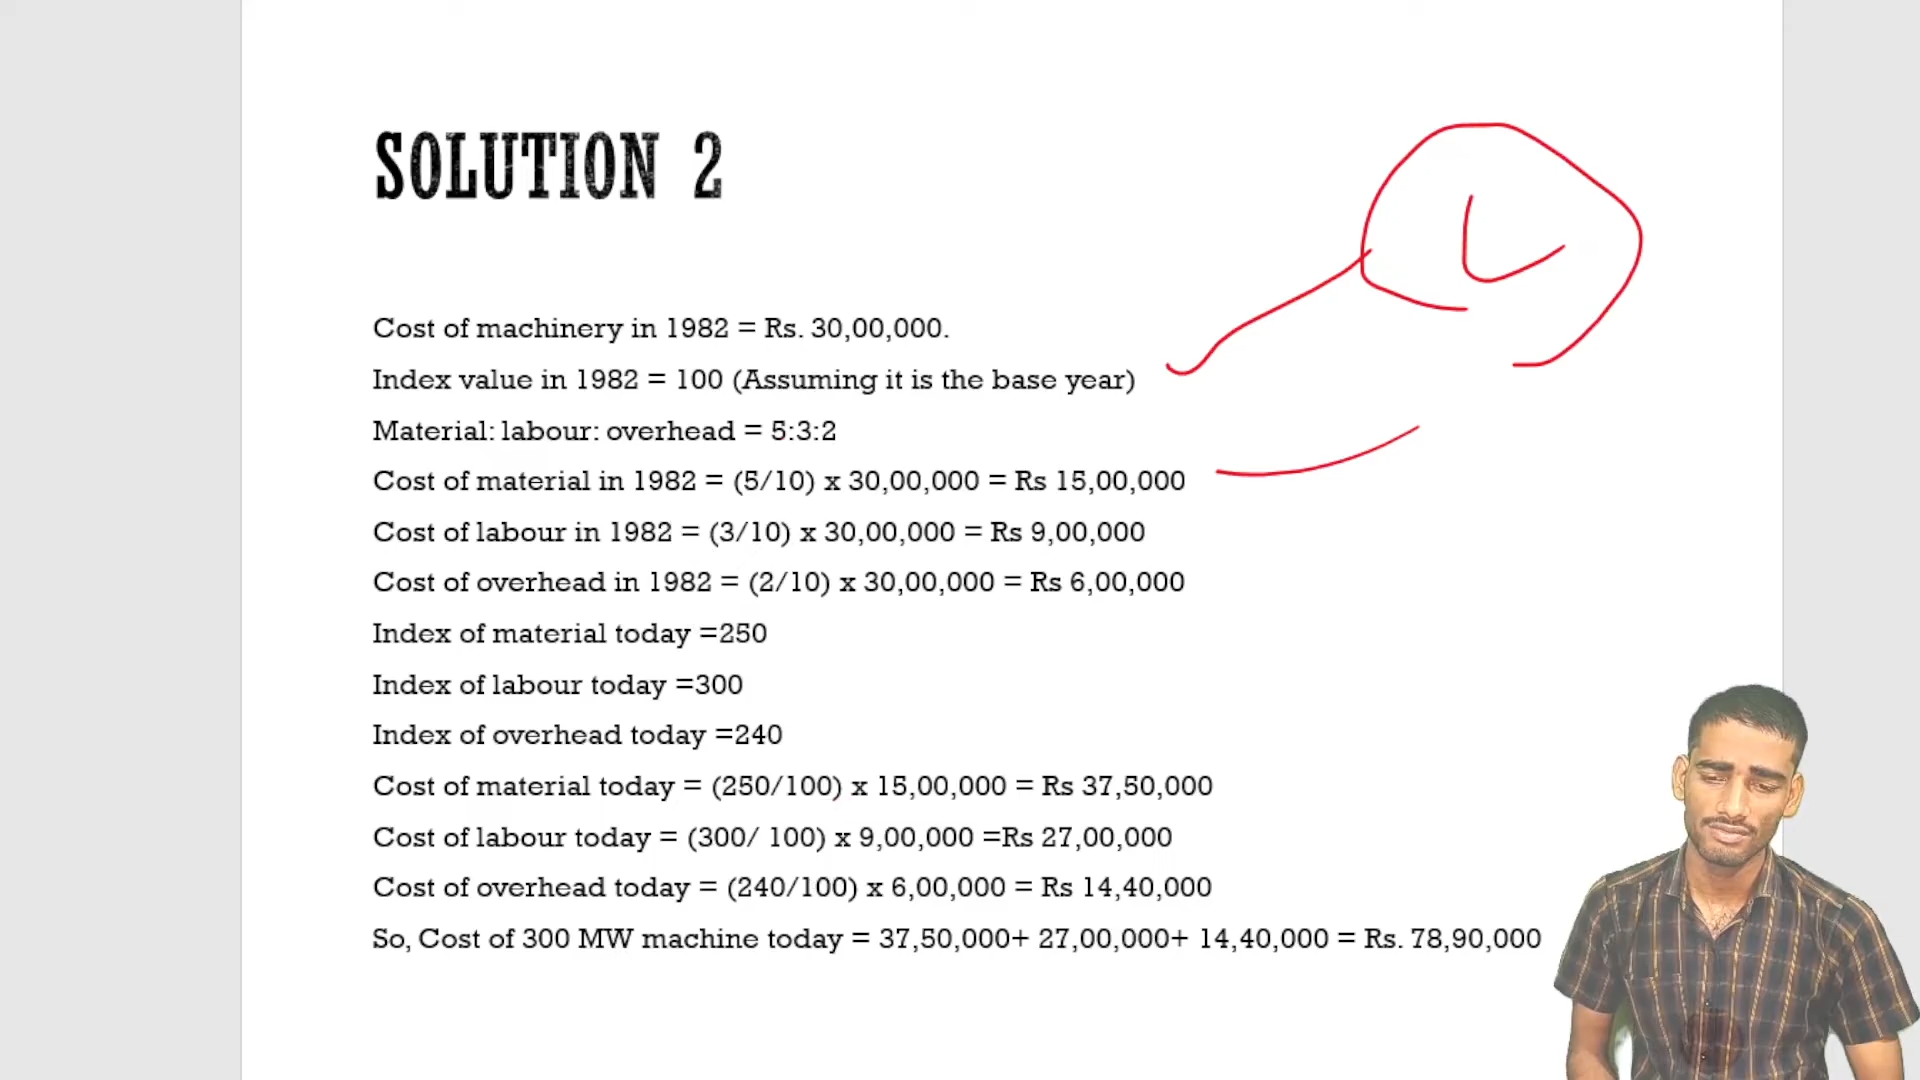 SOLUTION 2
Cost of machinery in 1982 = Rs. 30,00,000.
Index value in 1982 = 100 (Assuming it is the base year)
Material: labour: overhead = 5:3:2
Cost of material in 1982 = (5/10) x 30,00,000 = Rs 15,00,000
Cost of labour in 1982 = (3/10) x 30,00,000 = Rs 9,00,000
Cost of overhead in 1982 = (2/10) x 30,00,000 = Rs 6,00,000
Index of material today =250
Index of labour today =300
Index of overhead today =240
Cost of material today = (250/100) x 15,00,000 = Rs 37,50,000
Cost of labour today = (300/ 100) x 9,00,000 =Rs 27,00,000
Cost of overhead today = (240/100) x 6,00,000 = Rs 14,40,000
So, Cost of 300 MW machine today = 37,50,000+ 27,00,000+ 14,40,000 = Rs. 78,90,000